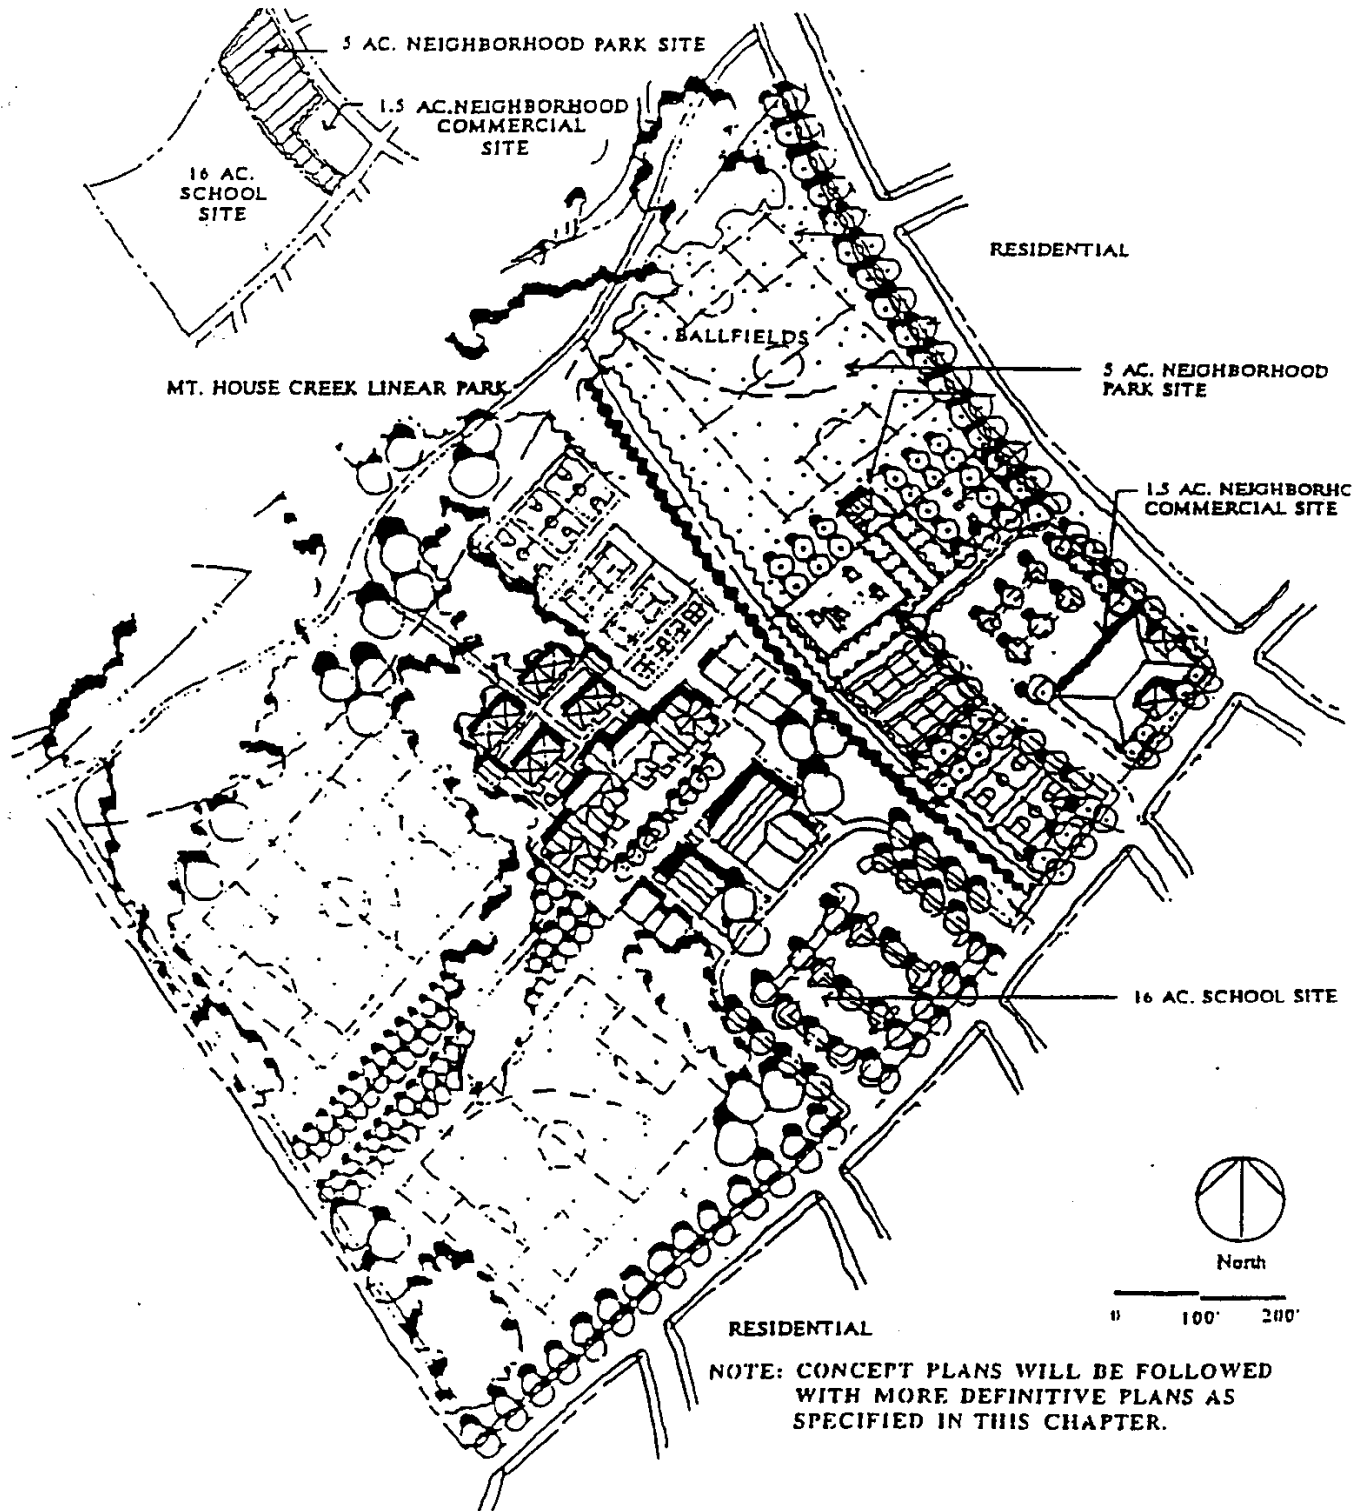 5 AC. NEIGHBORHOOD PARK SITE
1.5 AC.NEIGHBORHOOD
COMMERCIAL
SITE
16 AC.
SCHOOL
SITE
RESIDENTIAL
BALLFIELDS
5 AC. NEIGHBORHOOD
PARK SITE
MT. HOUSE CREEK LINEAR PARK
1.5 AC. NEIGHBORHO
COMMERCIAL SITE
16 AC. SCHOOL SITE
North
0 100' 200'
RESIDENTIAL
NOTE: CONCEPT PLANS WILL BE FOLLOWED
WITH MORE DEFINITIVE PLANS AS
SPECIFIED IN THIS CHAPTER.